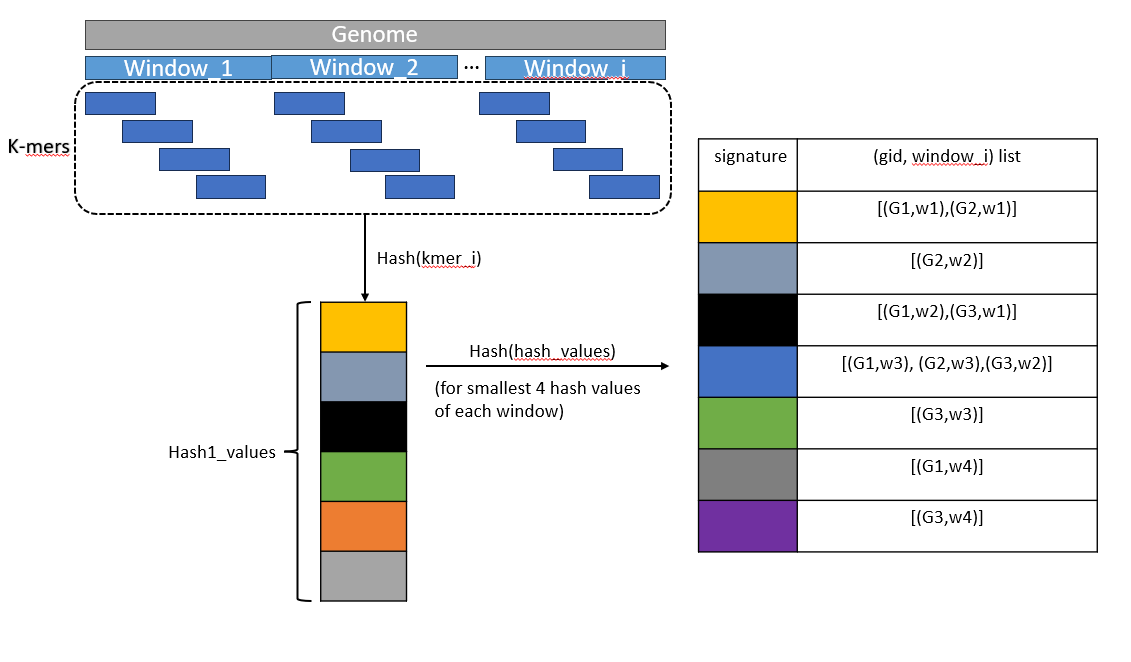 Genome
Window_1 Window_2 ... Window_i
K-mers
Hash(kmer_i)
Hash1_values
Hash(hash_values)
(for smallest 4 hash values
of each window)
signature (gid, window_i) list
[(G1,w1),(G2,w1)]
[(G2,w2)]
[(G1,w2),(G3,w1)]
[(G1,w3), (G2,w3),(G3,w2)]
[(G3,w3)]
[(G1,w4)]
[(G3,w4)]